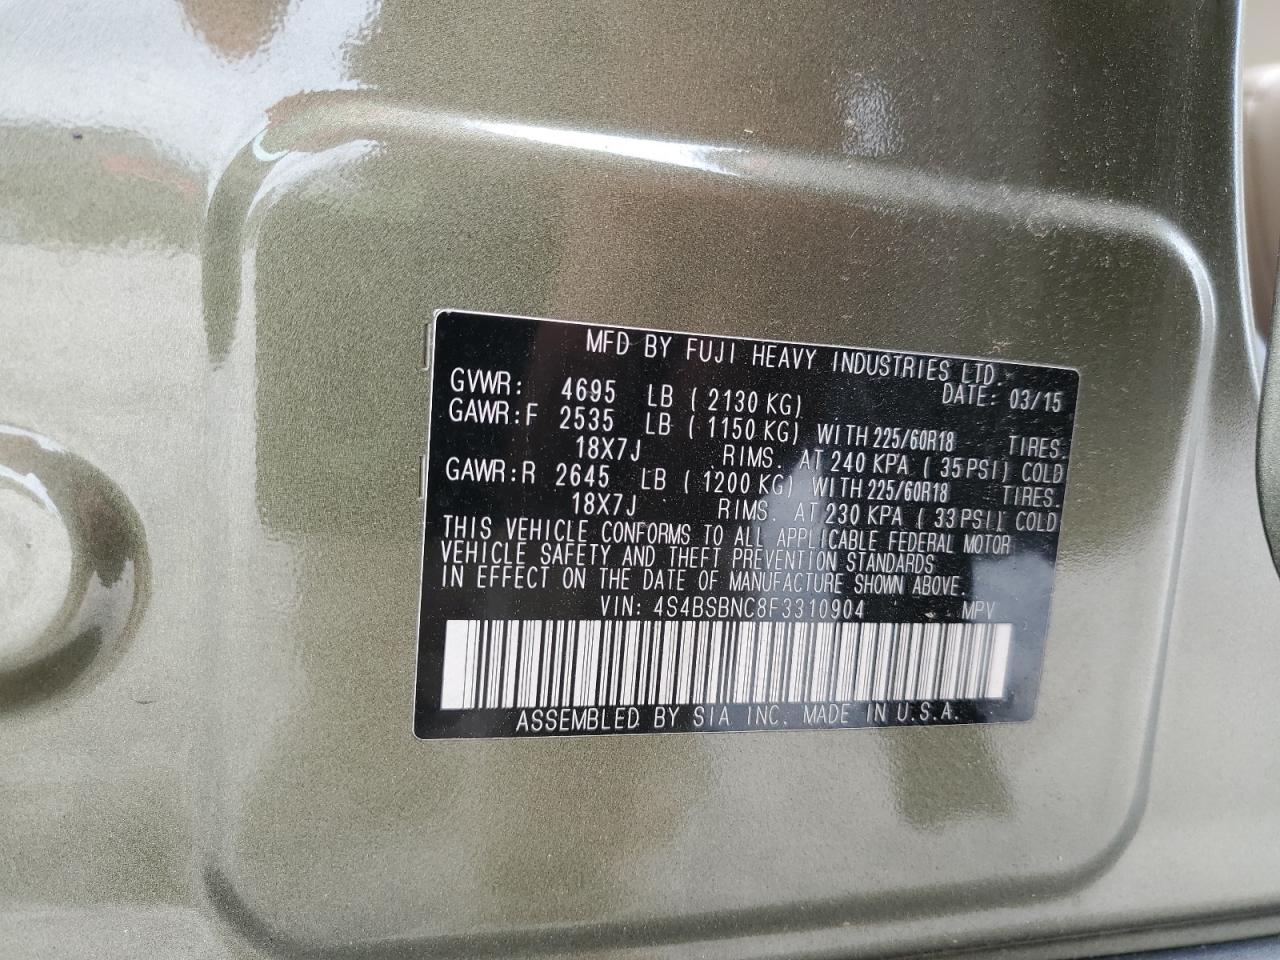 MFD BY FUJI HEAVY INDUSTRIES LTD.
DATE: 03/15
GVWR: 4695 LB ( 2130 KG)
GAWR:F 2535 LB ( 1150 KG) WITH 225/60R18 TIRES
18X7J RIMS. AT 240 KPA ( 35PSI) COLD
GAWR:R 2645 LB ( 1200 KG) WITH 225/60R18 TIRES.
18X7J RIMS. AT 230 KPA ( 33PSI) COLD
THIS VEHICLE CONFORMS TO ALL APPLICABLE FEDERAL MOTOR
VEHICLE SAFETY AND THEFT PREVENTION STANDARDS
IN EFFECT ON THE DATE OF MANUFACTURE SHOWN ABOVE.
VIN: 4S4BSBNC8F3310904 MPV
ASSEMBLED BY SIA INC. MADE IN U.S.A.